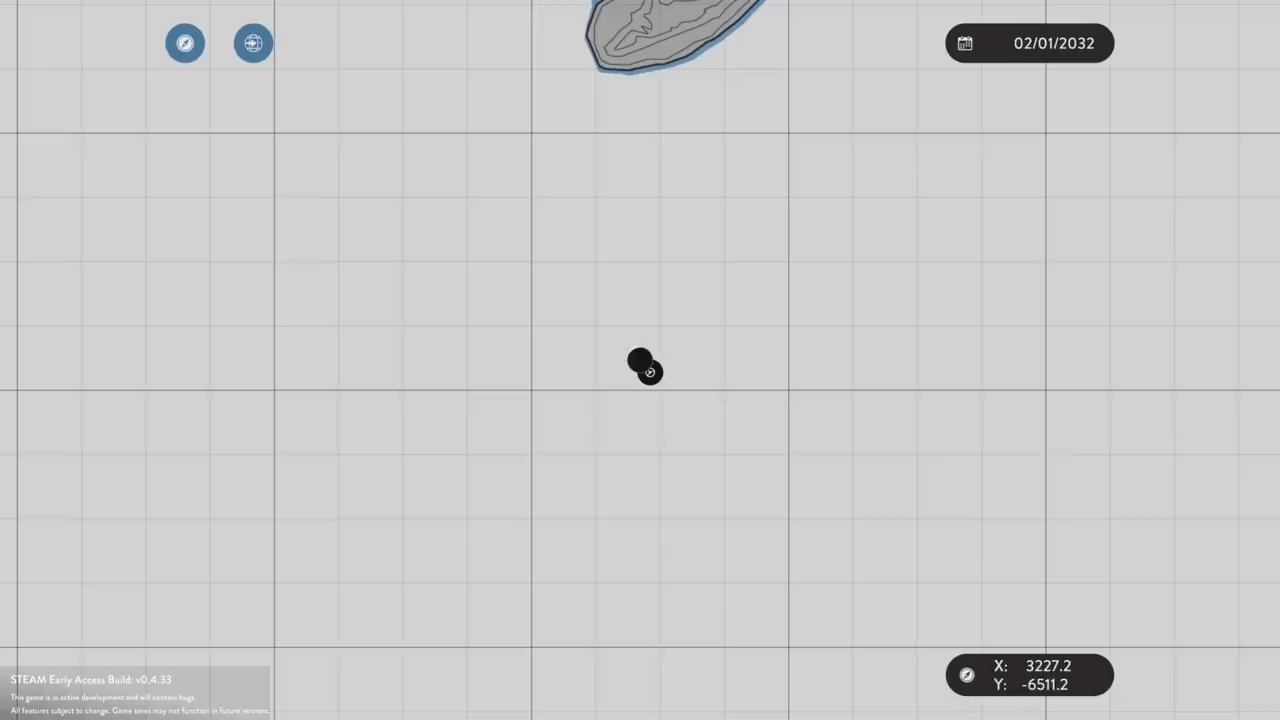 02/01/2032
X: 3227.2
Y: -6511.2
STEAM Early Access Build: v0.4.33
This game is in active development and will contain bugs.
All features subject to change. Game saves may not function in future versions.